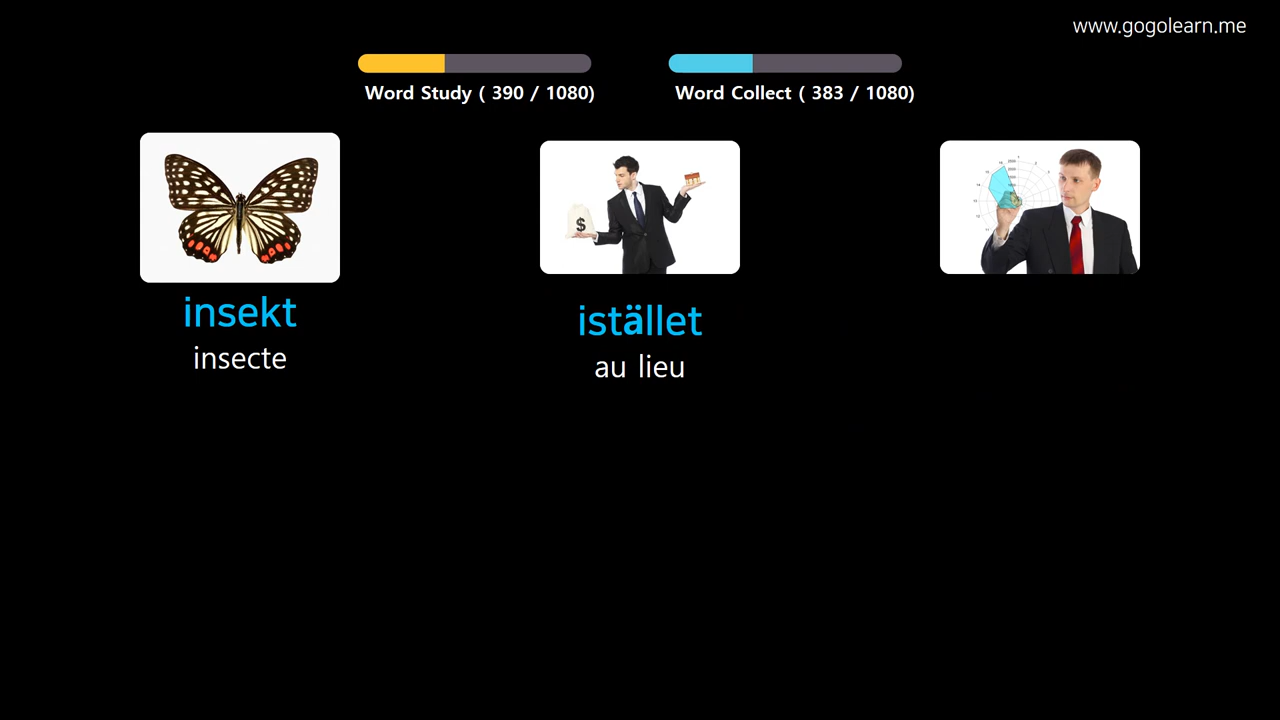 www.gogolearn.me
Word Study ( 390 / 1080)
Word Collect ( 383 / 1080)
$
insekt
istället
insecte
au lieu